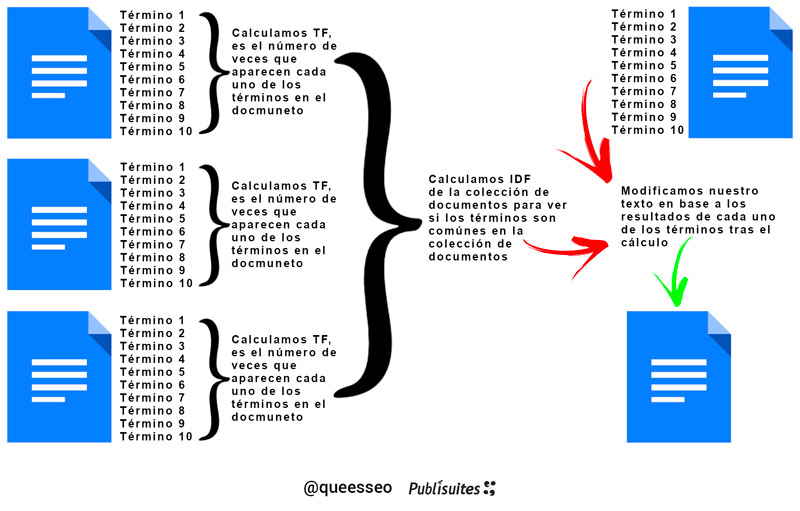 Término 1
Término 2
Término 3
Término 4
Término 5
Término 6
Término 7
Término 8
Término 9
Término 10
Calculamos TF,
es el número de
veces que
aparecen cada
uno de los
términos en el
docmuneto
Término 1
Término 2
Término 3
Término 4
Término 5
Término 6
Término 7
Término 8
Término 9
Término 10
Calculamos TF,
es el número de
veces que
aparecen cada
uno de los
términos en el
docmuneto
Término 1
Término 2
Término 3
Término 4
Término 5
Término 6
Término 7
Término 8
Término 9
Término 10
Calculamos TF,
es el número de
veces que
aparecen cada
uno de los
términos en el
docmuneto
Calculamos IDF
de la colección de
documentos para ver
si los términos son
comúnes en la
colección de
documentos
Término 1
Término 2
Término 3
Término 4
Término 5
Término 6
Término 7
Término 8
Término 9
Término 10
Modificamos nuestro
texto en base a los
resultados de cada uno
de los términos tras el
cálculo
@queesseo Publisuites